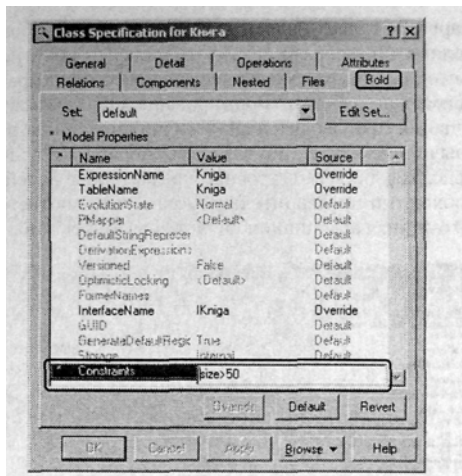 Class Specification for Книга
General Detail Operations Attributes
Relations Components Nested Files Bold
Set: default Edit Set...
* Model Properties
* Name Value Source
ExpressionName Kniga Override
TableName Kniga Override
EvolutionState Normal Default
PMapper <Default> Default
DefaultStringRepreser Default
DerivationExpressions Default
Versioned False Default
OptimisticLocking <Default> Default
FormerNames Default
InterfaceName IKniga Override
GUID Default
GenerateDefaultRegic True Default
Storage Internal Default
* Constraints size>50
Override Default Revert
OK Cancel Apply Browse Help